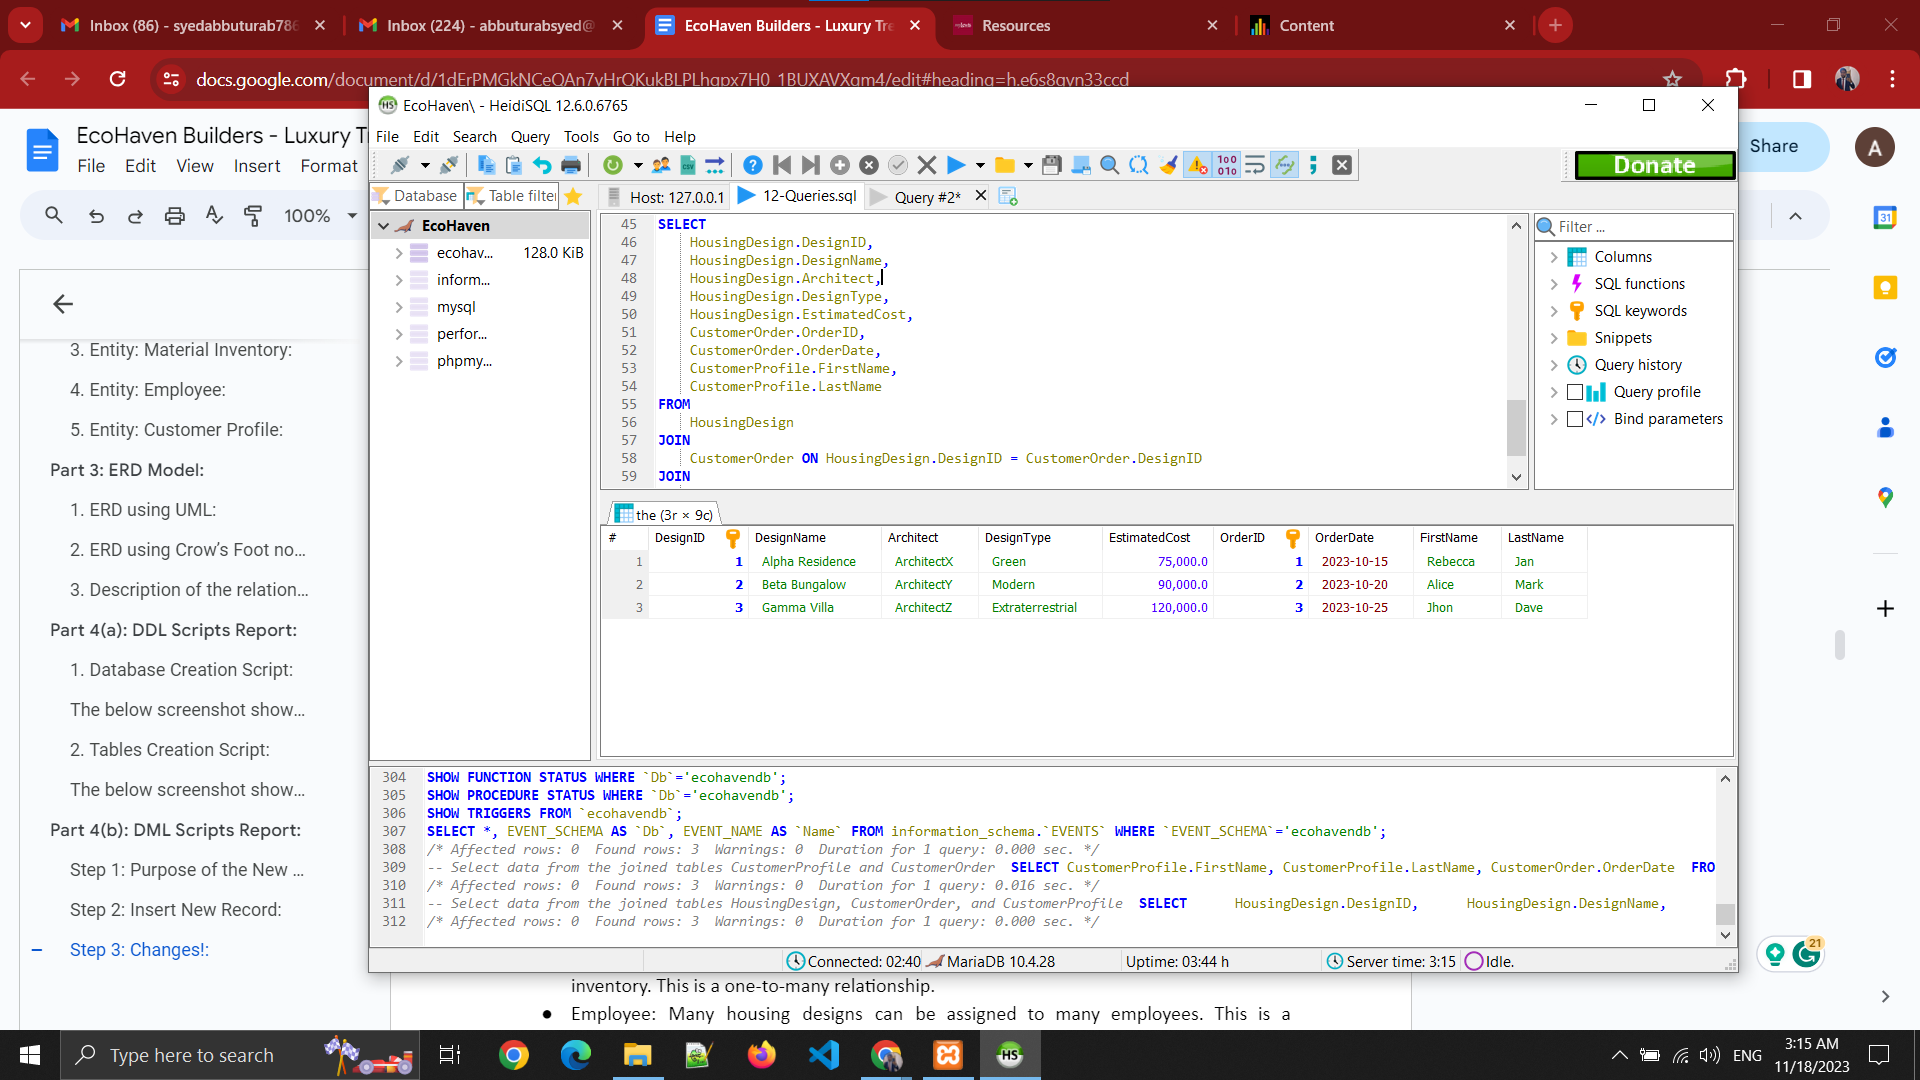 Inbox (86) - syedabbuturab786
Inbox (224) - abbuturabsyed@
EcoHaven Builders - Luxury Tre
Resources
Content
docs.google.com/document/d/1dErPMGkNCeOAn7vHrOKukBLPLhgpx7H0_1BUXAVXgm4/edit#heading=h.e6s8gvn33ccd
EcoHaven Builders - Luxury Tr
File Edit View Insert Format
Share
A
100%
3. Entity: Material Inventory:
4. Entity: Employee:
5. Entity: Customer Profile:
Part 3: ERD Model:
1. ERD using UML:
2. ERD using Crow’s Foot no...
3. Description of the relation...
Part 4(a): DDL Scripts Report:
1. Database Creation Script:
The below screenshot show...
2. Tables Creation Script:
The below screenshot show...
Part 4(b): DML Scripts Report:
Step 1: Purpose of the New ...
Step 2: Insert New Record:
Step 3: Changes!:
HS EcoHaven\ - HeidiSQL 12.6.0.6765
File Edit Search Query Tools Go to Help
Donate
Database Table filter
Host: 127.0.0.1 12-Queries.sql Query #2*
EcoHaven
ecohav... 128.0 KiB
inform...
mysql
perfor...
phpmy...
45 SELECT
46 HousingDesign.DesignID,
47 HousingDesign.DesignName,
48 HousingDesign.Architect,
49 HousingDesign.DesignType,
50 HousingDesign.EstimatedCost,
51 CustomerOrder.OrderID,
52 CustomerOrder.OrderDate,
53 CustomerProfile.FirstName,
54 CustomerProfile.LastName
55 FROM
56 HousingDesign
57 JOIN
58 CustomerOrder ON HousingDesign.DesignID = CustomerOrder.DesignID
59 JOIN
Filter ...
Columns
SQL functions
SQL keywords
Snippets
Query history
Query profile
Bind parameters
the (3r × 9c)
# DesignID DesignName Architect DesignType EstimatedCost OrderID OrderDate FirstName LastName
1 1 Alpha Residence ArchitectX Green 75,000.0 1 2023-10-15 Rebecca Jan
2 2 Beta Bungalow ArchitectY Modern 90,000.0 2 2023-10-20 Alice Mark
3 3 Gamma Villa ArchitectZ Extraterrestrial 120,000.0 3 2023-10-25 Jhon Dave
304 SHOW FUNCTION STATUS WHERE `Db`='ecohavendb';
305 SHOW PROCEDURE STATUS WHERE `Db`='ecohavendb';
306 SHOW TRIGGERS FROM `ecohavendb`;
307 SELECT *, EVENT_SCHEMA AS `Db`, EVENT_NAME AS `Name` FROM information_schema.`EVENTS` WHERE `EVENT_SCHEMA`='ecohavendb';
308 /* Affected rows: 0 Found rows: 3 Warnings: 0 Duration for 1 query: 0.000 sec. */
309 -- Select data from the joined tables CustomerProfile and CustomerOrder SELECT CustomerProfile.FirstName, CustomerProfile.LastName, CustomerOrder.OrderDate FRO
310 /* Affected rows: 0 Found rows: 3 Warnings: 0 Duration for 1 query: 0.016 sec. */
311 -- Select data from the joined tables HousingDesign, CustomerOrder, and CustomerProfile SELECT HousingDesign.DesignID, HousingDesign.DesignName,
312 /* Affected rows: 0 Found rows: 3 Warnings: 0 Duration for 1 query: 0.000 sec. */
Connected: 02:40 MariaDB 10.4.28 Uptime: 03:44 h Server time: 3:15 Idle.
31
21
inventory. This is a one-to-many relationship.
● Employee: Many housing designs can be assigned to many employees. This is a
Type here to search
HS
ENG
3:15 AM
11/18/2023